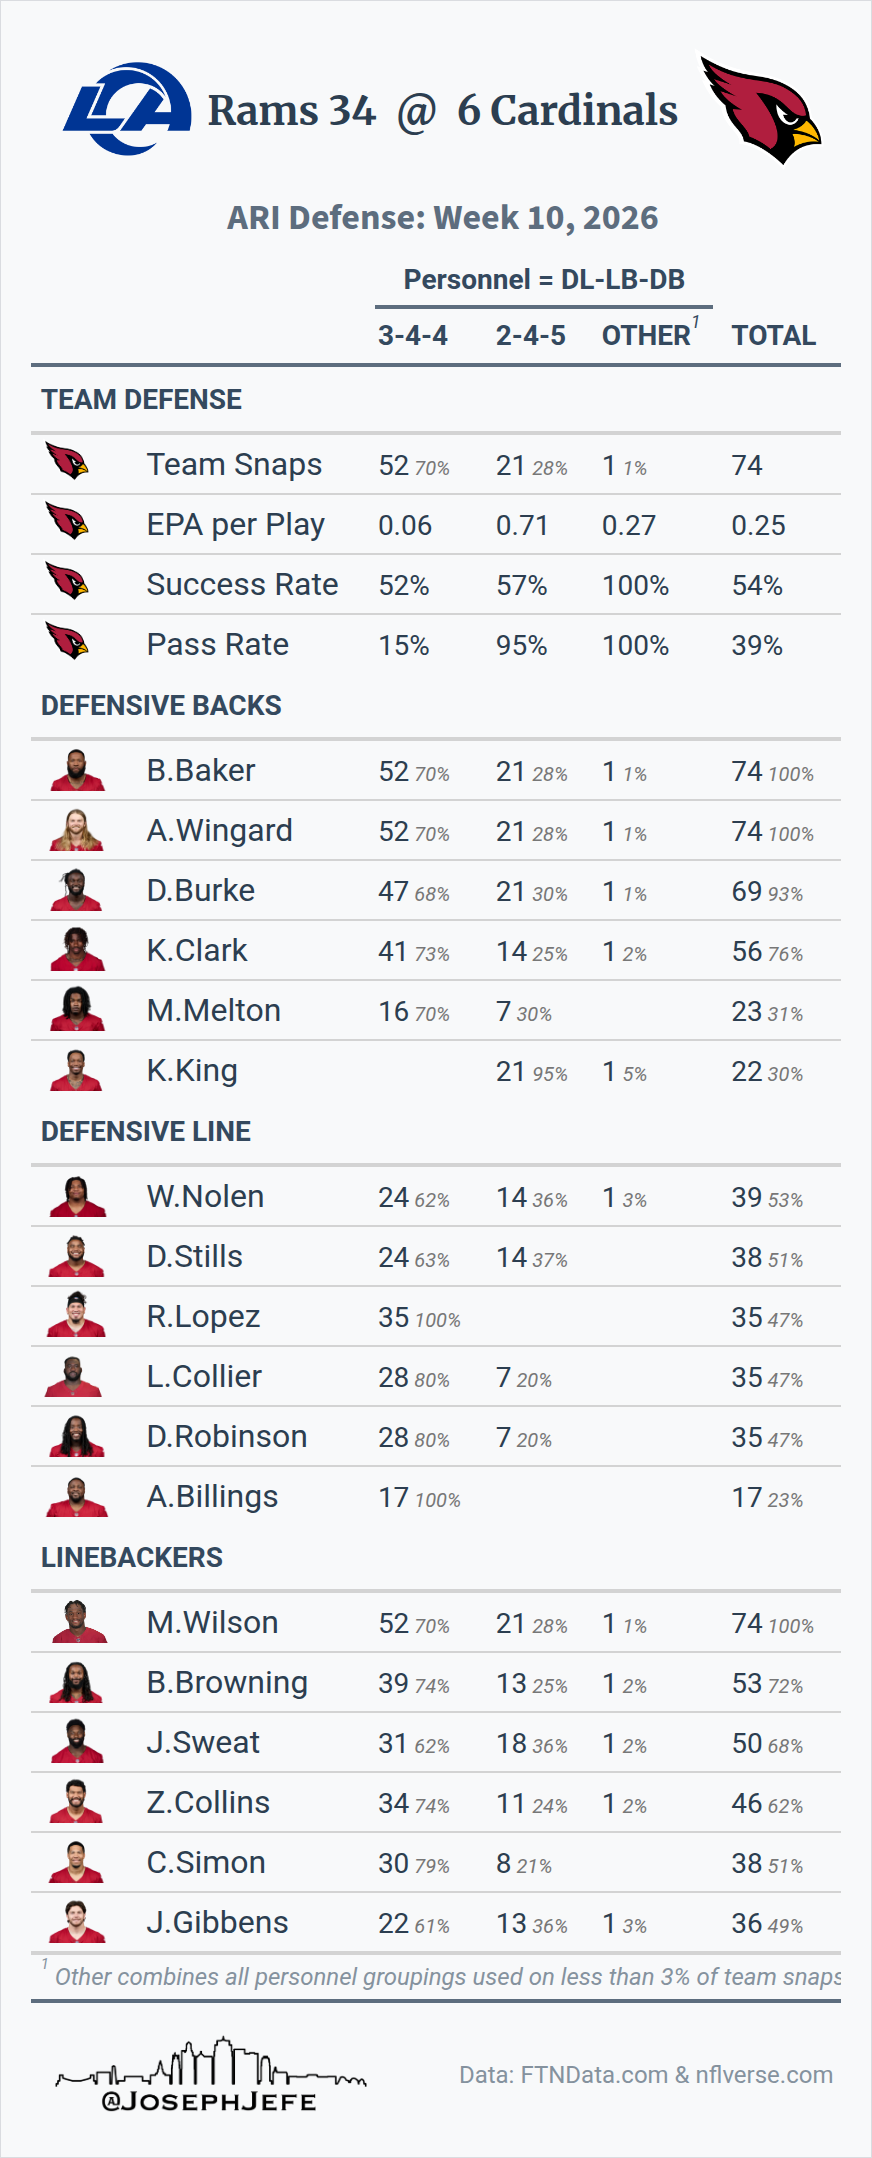 Rams 34 @ 6 Cardinals
ARI Defense: Week 10, 2026
Personnel = DL-LB-DB
3-4-4 2-4-5 OTHER1 TOTAL
TEAM DEFENSE
Team Snaps 52 70% 21 28% 1 1% 74
EPA per Play 0.06 0.71 0.27 0.25
Success Rate 52% 57% 100% 54%
Pass Rate 15% 95% 100% 39%
DEFENSIVE BACKS
B.Baker 52 70% 21 28% 1 1% 74 100%
A.Wingard 52 70% 21 28% 1 1% 74 100%
D.Burke 47 68% 21 30% 1 1% 69 93%
K.Clark 41 73% 14 25% 1 2% 56 76%
M.Melton 16 70% 7 30% 23 31%
K.King 21 95% 1 5% 22 30%
DEFENSIVE LINE
W.Nolen 24 62% 14 36% 1 3% 39 53%
D.Stills 24 63% 14 37% 38 51%
R.Lopez 35 100% 35 47%
L.Collier 28 80% 7 20% 35 47%
D.Robinson 28 80% 7 20% 35 47%
A.Billings 17 100% 17 23%
LINEBACKERS
M.Wilson 52 70% 21 28% 1 1% 74 100%
B.Browning 39 74% 13 25% 1 2% 53 72%
J.Sweat 31 62% 18 36% 1 2% 50 68%
Z.Collins 34 74% 11 24% 1 2% 46 62%
C.Simon 30 79% 8 21% 38 51%
J.Gibbens 22 61% 13 36% 1 3% 36 49%
1 Other combines all personnel groupings used on less than 3% of team snaps
@JOSEPHJEFE
Data: FTNData.com & nflverse.com